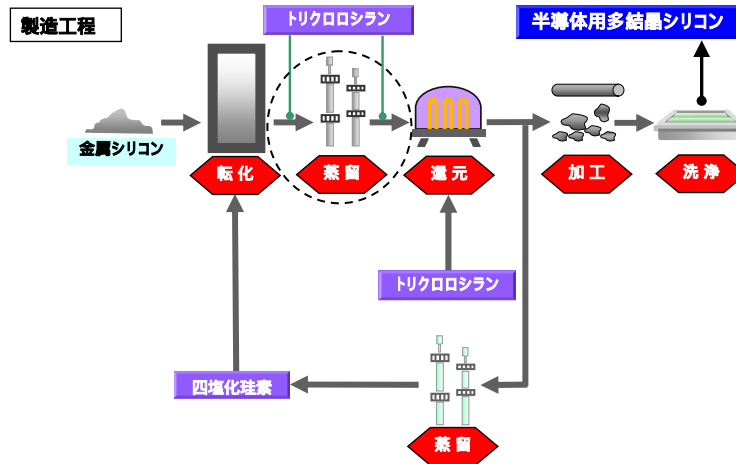 製造工程
トリクロロシラン
半導体用多結晶シリコン
金属シリコン
転化
蒸留
還元
加工
洗浄
トリクロロシラン
四塩化珪素
蒸留